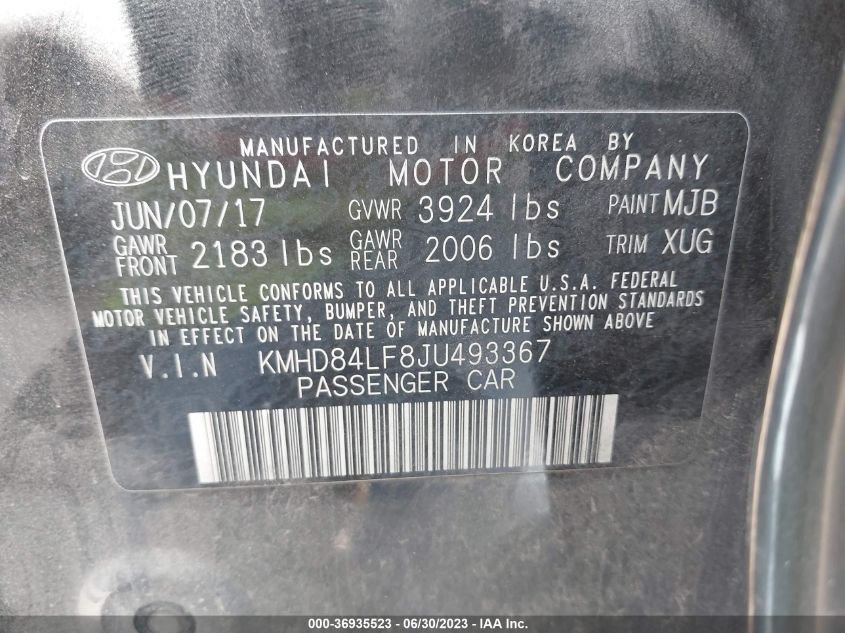 MANUFACTURED IN KOREA BY
HYUNDAI MOTOR COMPANY
JUN/07/17 GVWR 3924 lbs PAINT MJB
GAWR FRONT 2183 lbs GAWR REAR 2006 lbs TRIM XUG
THIS VEHICLE CONFORMS TO ALL APPLICABLE U.S.A. FEDERAL
MOTOR VEHICLE SAFETY, BUMPER, AND THEFT PREVENTION STANDARDS
IN EFFECT ON THE DATE OF MANUFACTURE SHOWN ABOVE
V.I.N KMHD84LF8JU493367
PASSENGER CAR
000-36935523 - 06/30/2023 - IAA Inc.